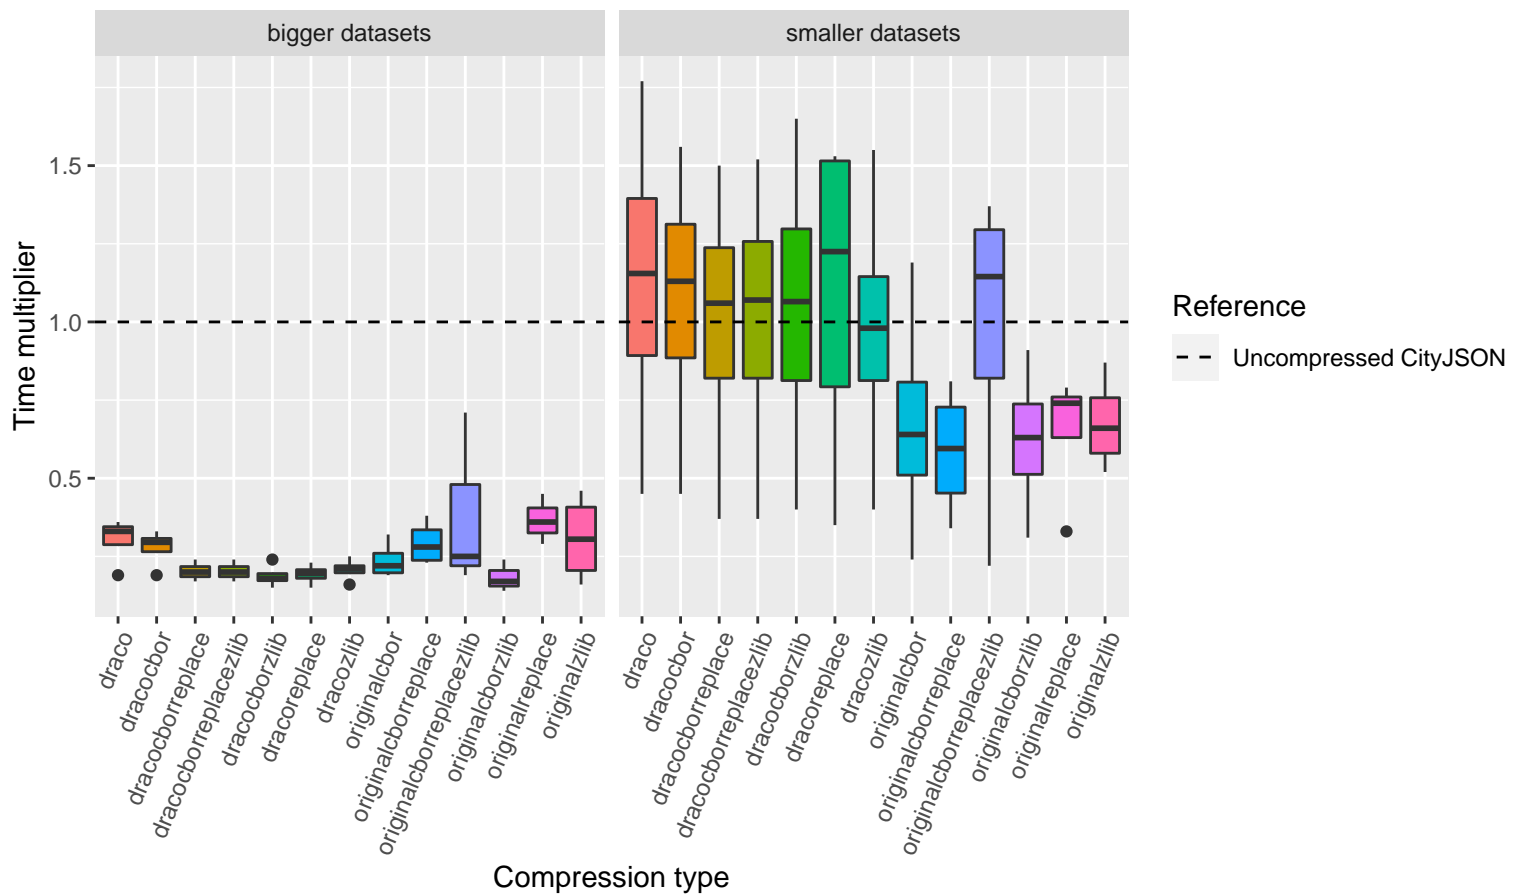 bigger datasets
smaller datasets
Time multiplier
1.5
1.0
0.5
draco
dracocbor
dracocborreplace
dracocborreplacezlib
dracocborzlib
dracoreplace
dracozlib
originalcbor
originalcborreplace
originalcborreplacezlib
originalcborzlib
originalreplace
originalzlib
draco
dracocbor
dracocborreplace
dracocborreplacezlib
dracocborzlib
dracoreplace
dracozlib
originalcbor
originalcborreplace
originalcborreplacezlib
originalcborzlib
originalreplace
originalzlib
Compression type
Reference
Uncompressed CityJSON